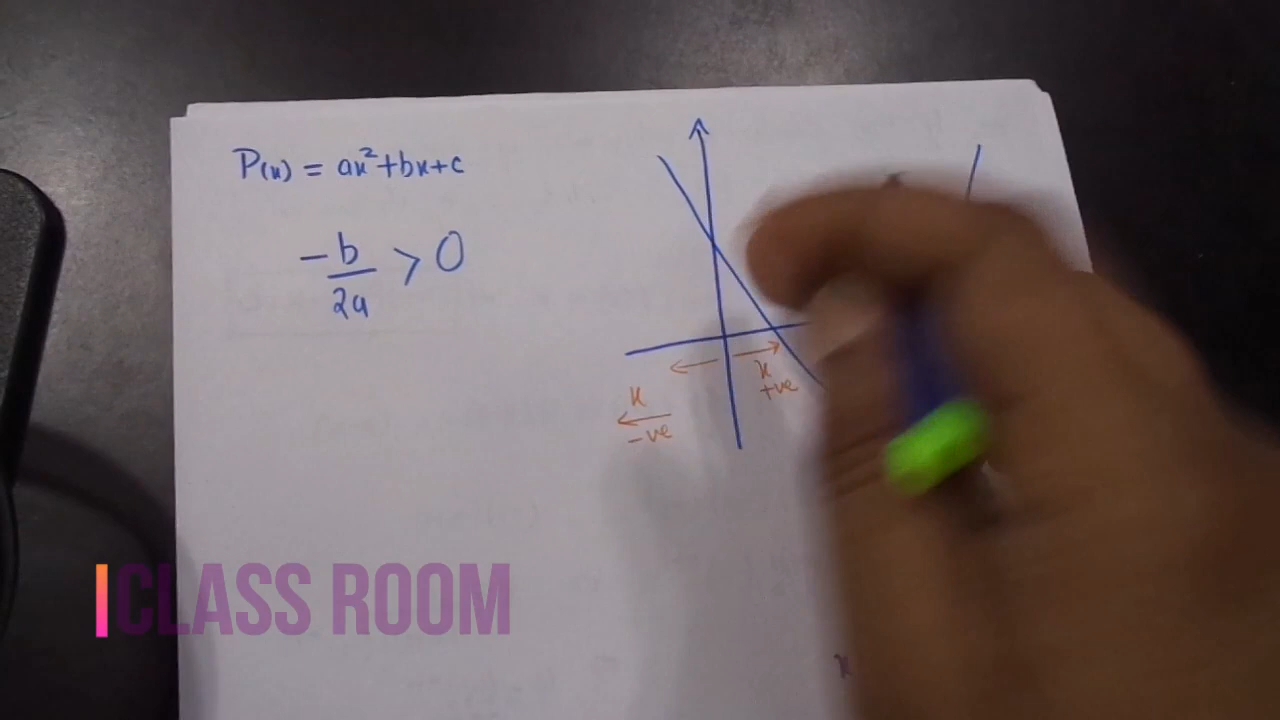 P(x) = ax²+bx+c
-b/2a > 0
x
+ve
x
-ve
x
CLASS ROOM